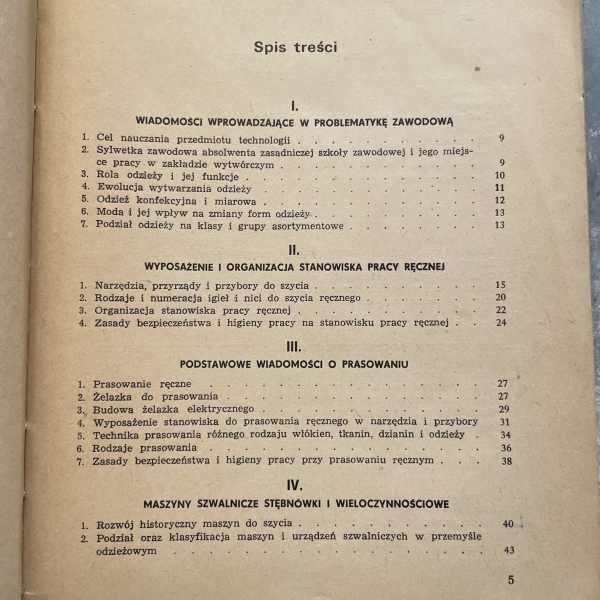 Spis treści
I.
WIADOMOŚCI WPROWADZAJĄCE W PROBLEMATYKĘ ZAWODOWĄ
1. Cel nauczania przedmiotu technologii . . . . . . . . . . 9
2. Sylwetka zawodowa absolwenta zasadniczej szkoły zawodowej i jego miejs-
ce pracy w zakładzie wytwórczym . . . . . . . . . . . 9
3. Rola odzieży i jej funkcje . . . . . . . . . . . . . 10
4. Ewolucja wytwarzania odzieży . . . . . . . . . . . . 11
5. Odzież konfekcyjna i miarowa . . . . . . . . . . . . 12
6. Moda i jej wpływ na zmiany form odzieży . . . . . . . . . 13
7. Podział odzieży na klasy i grupy asortymentowe . . . . . . . 13
II.
WYPOSAŻENIE I ORGANIZACJA STANOWISKA PRACY RĘCZNEJ
1. Narzędzia, przyrządy i przybory do szycia . . . . . . . . . 15
2. Rodzaje i numeracja igieł i nici do szycia ręcznego . . . . . . 20
3. Organizacja stanowiska pracy ręcznej . . . . . . . . . . 22
4. Zasady bezpieczeństwa i higieny pracy na stanowisku pracy ręcznej . . 24
III.
PODSTAWOWE WIADOMOŚCI O PRASOWANIU
1. Prasowanie ręczne . . . . . . . . . . . . . . 27
2. Żelazka do prasowania . . . . . . . . . . . . . 27
3. Budowa żelazka elektrycznego . . . . . . . . . . . . 29
4. Wyposażenie stanowiska do prasowania ręcznego w narzędzia i przybory 31
5. Technika prasowania różnego rodzaju włókien, tkanin, dzianin i odzieży . 34
6. Rodzaje prasowania . . . . . . . . . . . . . . 36
7. Zasady bezpieczeństwa i higieny pracy przy prasowaniu ręcznym . . . 38
IV.
MASZYNY SZWALNICZE STĘBNÓWKI I WIELOCZYNNOŚCIOWE
1. Rozwój historyczny maszyn do szycia . . . . . . . . . . 40
2. Podział oraz klasyfikacja maszyn i urządzeń szwalniczych w przemyśle
odzieżowym . . . . . . . . . . . . . . . . 43
5